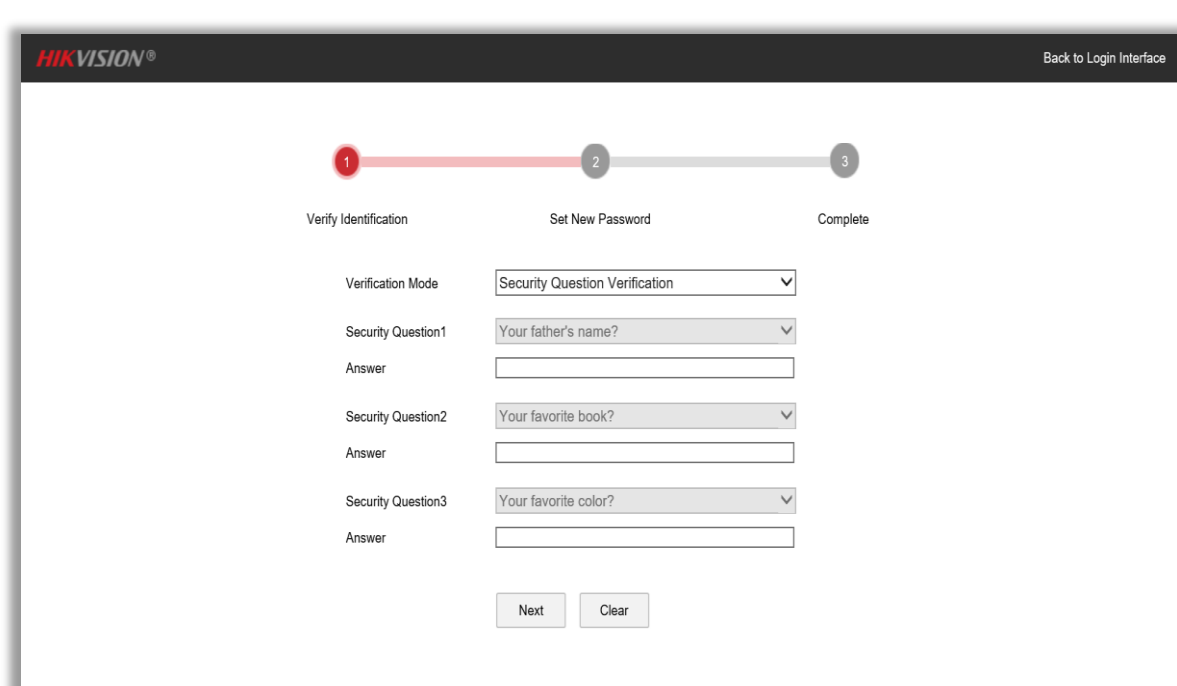 HIKVISION® Back to Login Interface
1 2 3
Verify Identification Set New Password Complete
Verification Mode Security Question Verification
Security Question1 Your father's name?
Answer
Security Question2 Your favorite book?
Answer
Security Question3 Your favorite color?
Answer
Next Clear